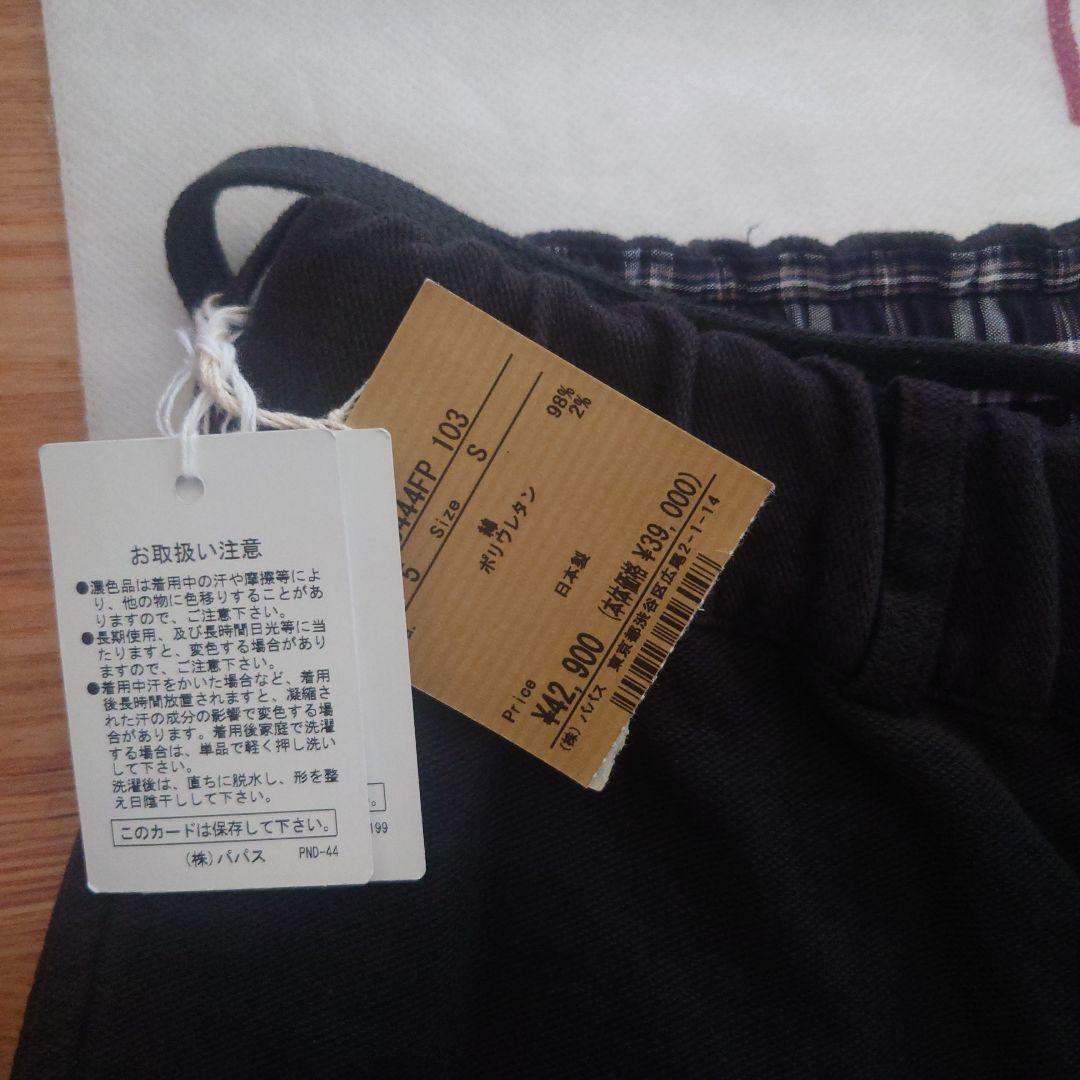 お取扱い注意
●濃色品は着用中の汗や摩擦等によ
り、他の物に色移りすることがあ
りますので、ご注意下さい。
●長期使用、及び長時間日光等に当
たりますと、変色する場合があり
ますので、ご注意下さい。
●着用中汗をかいた場合など、着用
後長時間放置されますと、凝縮さ
れた汗の成分の影響で変色する場
合があります。着用後家庭で洗濯
する場合は、単品で軽く押し洗い
して下さい。
洗濯後は、直ちに脱水し、形を整
え日陰干しして下さい。
このカードは保存して下さい。
(株)パパス PND-44
。
199
444FP 103
5 Size S
綿 98%
ポリウレタン 2%
日本製
Price
¥42,900 (本体価格 ¥39,000)
(株) パパス 東京都渋谷区広尾2-1-14